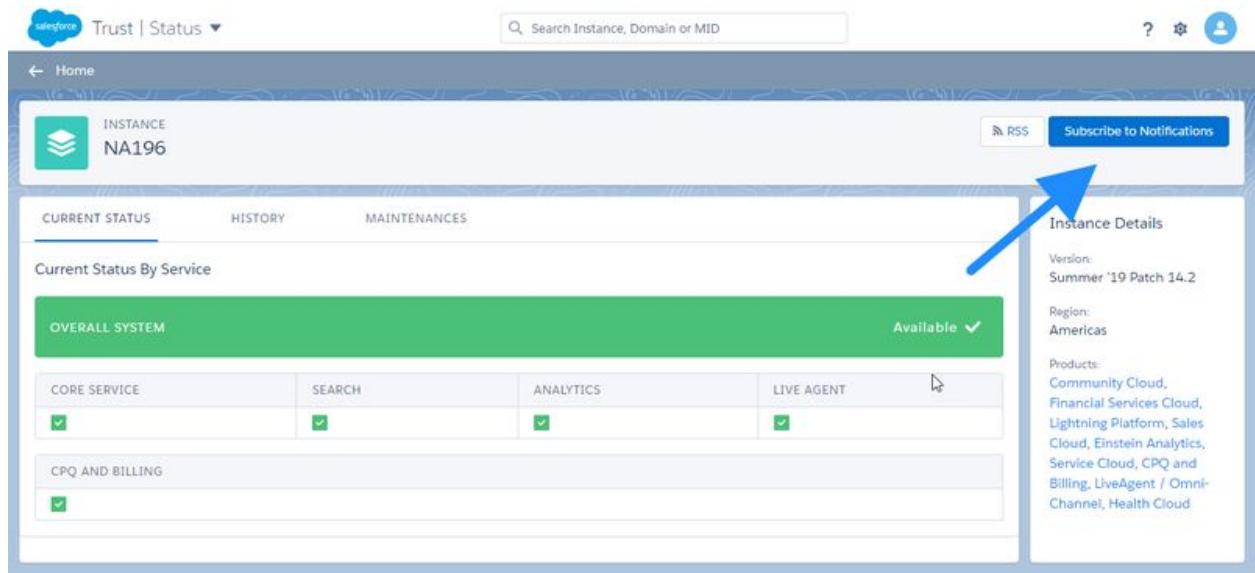 salesforce
Trust | Status
Search Instance, Domain or MID
?
Home
INSTANCE
NA196
RSS
Subscribe to Notifications
CURRENT STATUS
HISTORY
MAINTENANCES
Current Status By Service
OVERALL SYSTEM
Available
CORE SERVICE
SEARCH
ANALYTICS
LIVE AGENT
CPQ AND BILLING
Instance Details
Version:
Summer '19 Patch 14.2
Region:
Americas
Products:
Community Cloud,
Financial Services Cloud,
Lightning Platform, Sales
Cloud, Einstein Analytics,
Service Cloud, CPQ and
Billing, LiveAgent / Omni-
Channel, Health Cloud